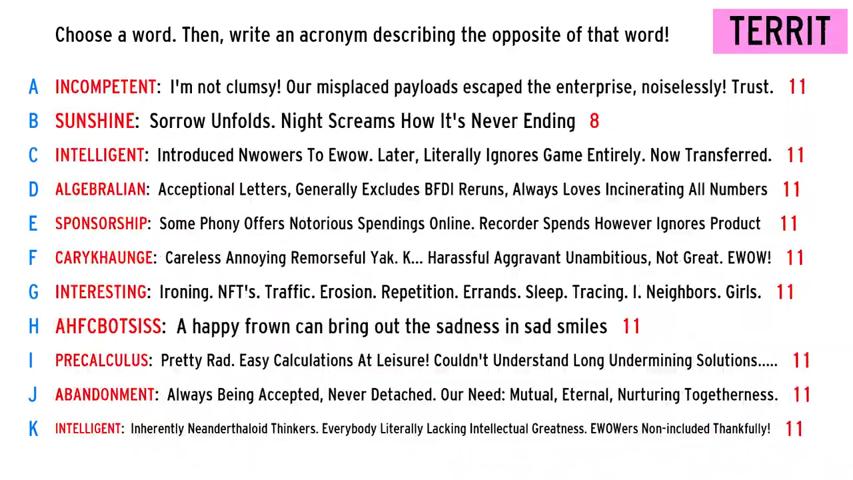 Choose a word. Then, write an acronym describing the opposite of that word!
TERRIT
A INCOMPETENT: I'm not clumsy! Our misplaced payloads escaped the enterprise, noiselessly! Trust. 11
B SUNSHINE: Sorrow Unfolds. Night Screams How It's Never Ending 8
C INTELLIGENT: Introduced Nwowers To Ewow. Later, Literally Ignores Game Entirely. Now Transferred. 11
D ALGEBRALIAN: Acceptional Letters, Generally Excludes BFDI Reruns, Always Loves Incinerating All Numbers 11
E SPONSORSHIP: Some Phony Offers Notorious Spendings Online. Recorder Spends However Ignores Product 11
F CARYKHAUNGE: Careless Annoying Remorseful Yak. K... Harassful Aggravant Unambitious, Not Great. EWOW! 11
G INTERESTING: Ironing. NFT's. Traffic. Erosion. Repetition. Errands. Sleep. Tracing. I. Neighbors. Girls. 11
H AHFCBOTSISS: A happy frown can bring out the sadness in sad smiles 11
I PRECALCULUS: Pretty Rad. Easy Calculations At Leisure! Couldn't Understand Long Undermining Solutions..... 11
J ABANDONMENT: Always Being Accepted, Never Detached. Our Need: Mutual, Eternal, Nurturing Togetherness. 11
K INTELLIGENT: Inherently Neanderthaloid Thinkers. Everybody Literally Lacking Intellectual Greatness. EWOWers Non-included Thankfully! 11